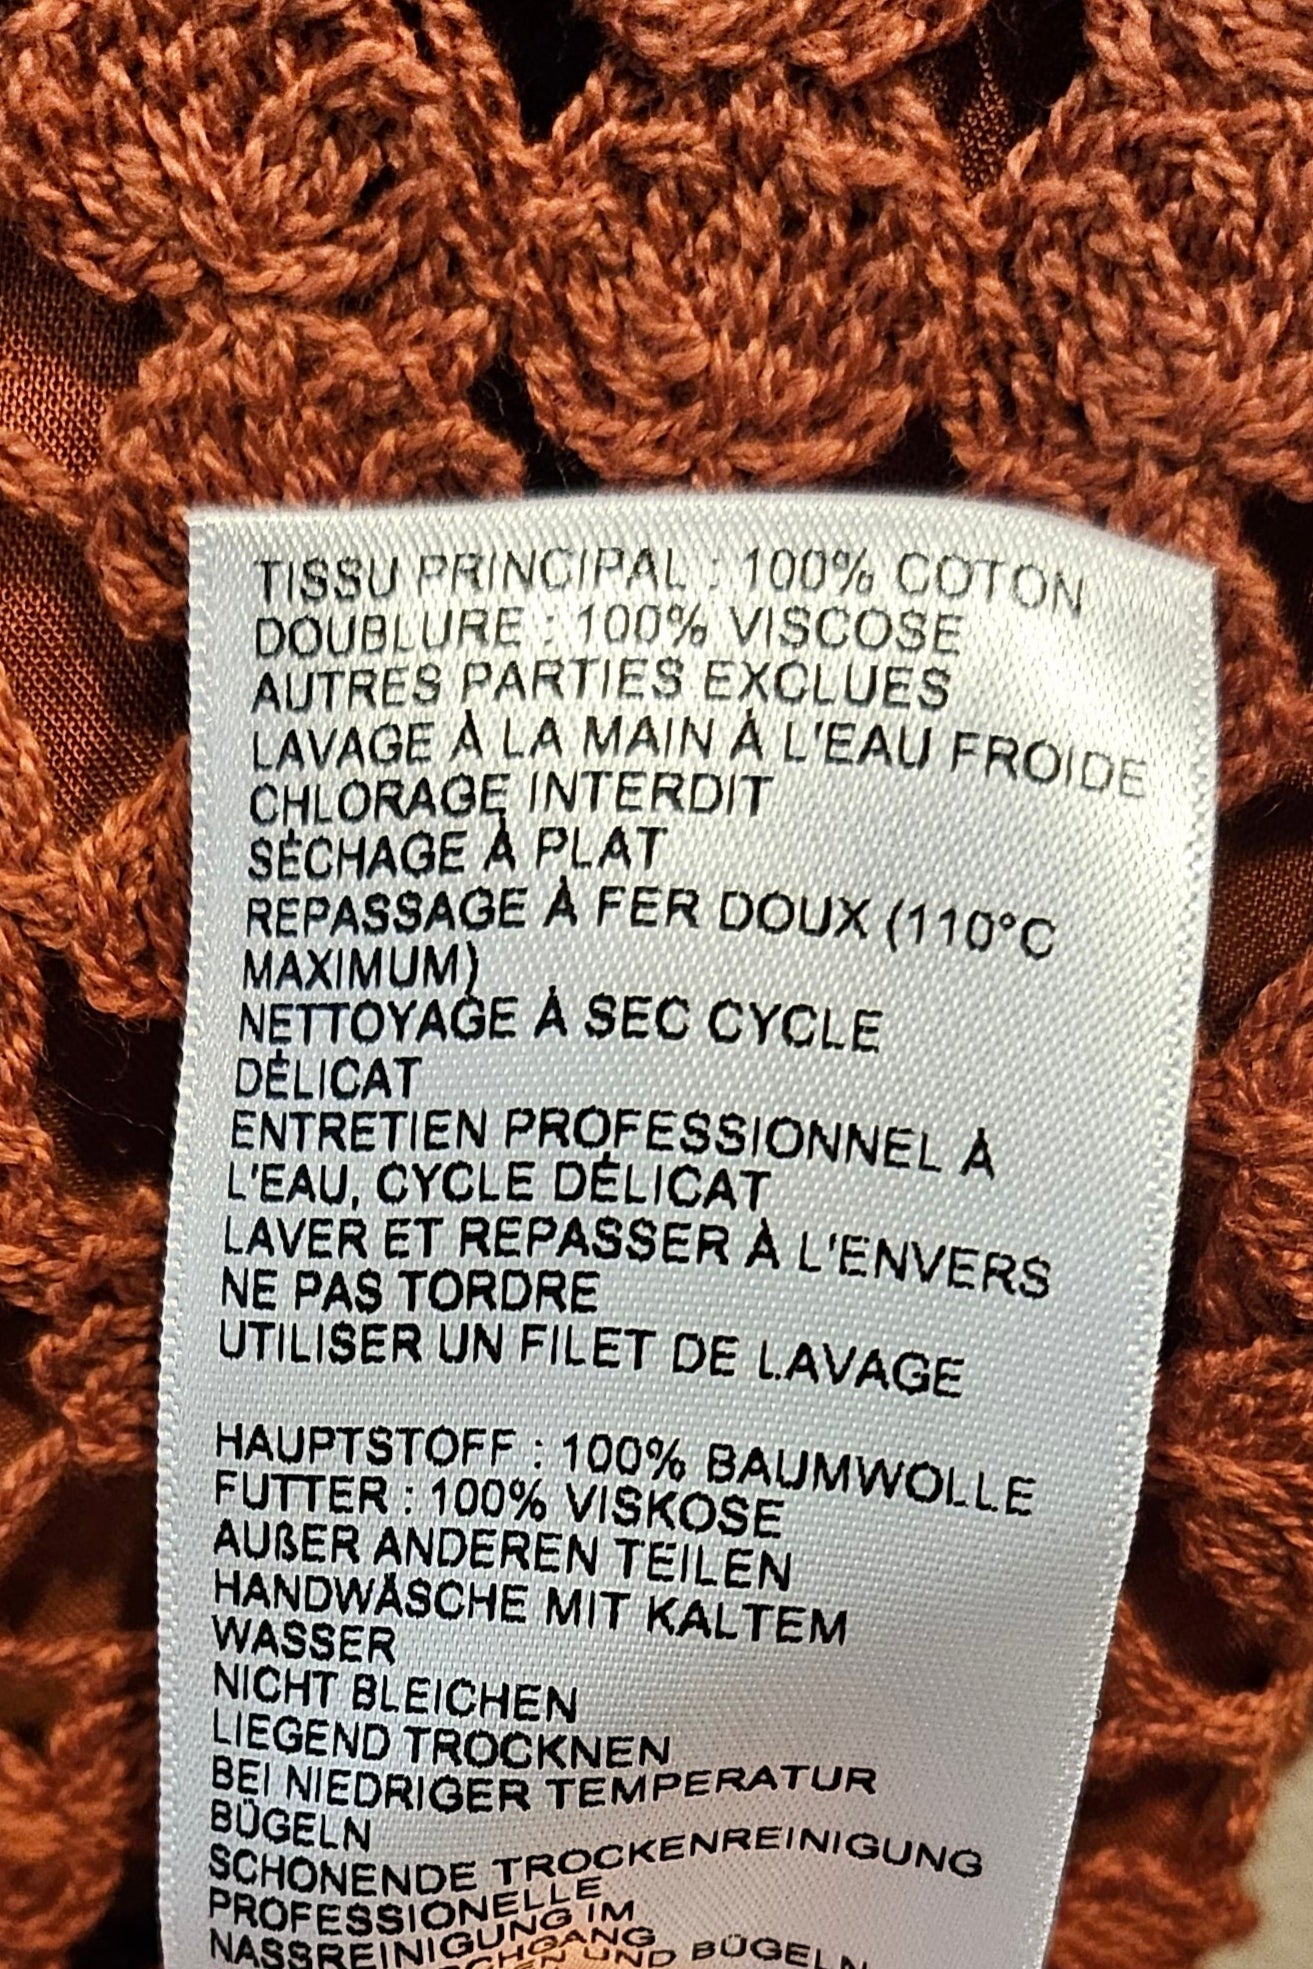 TISSU PRINCIPAL : 100% COTON
DOUBLURE : 100% VISCOSE
AUTRES PARTIES EXCLUES
LAVAGE À LA MAIN À L'EAU FROIDE
CHLORAGE INTERDIT
SÉCHAGE À PLAT
REPASSAGE À FER DOUX (110°C
MAXIMUM)
NETTOYAGE À SEC CYCLE
DÉLICAT
ENTRETIEN PROFESSIONNEL À
L'EAU, CYCLE DÉLICAT
LAVER ET REPASSER À L'ENVERS
NE PAS TORDRE
UTILISER UN FILET DE LAVAGE
HAUPTSTOFF : 100% BAUMWOLLE
FUTTER : 100% VISKOSE
AUßER ANDEREN TEILEN
HANDWÄSCHE MIT KALTEM
WASSER
NICHT BLEICHEN
LIEGEND TROCKNEN
BEI NIEDRIGER TEMPERATUR
BÜGELN
SCHONENDE TROCKENREINIGUNG
PROFESSIONELLE
NASSREINIGUNG IM
UND BÜGELN